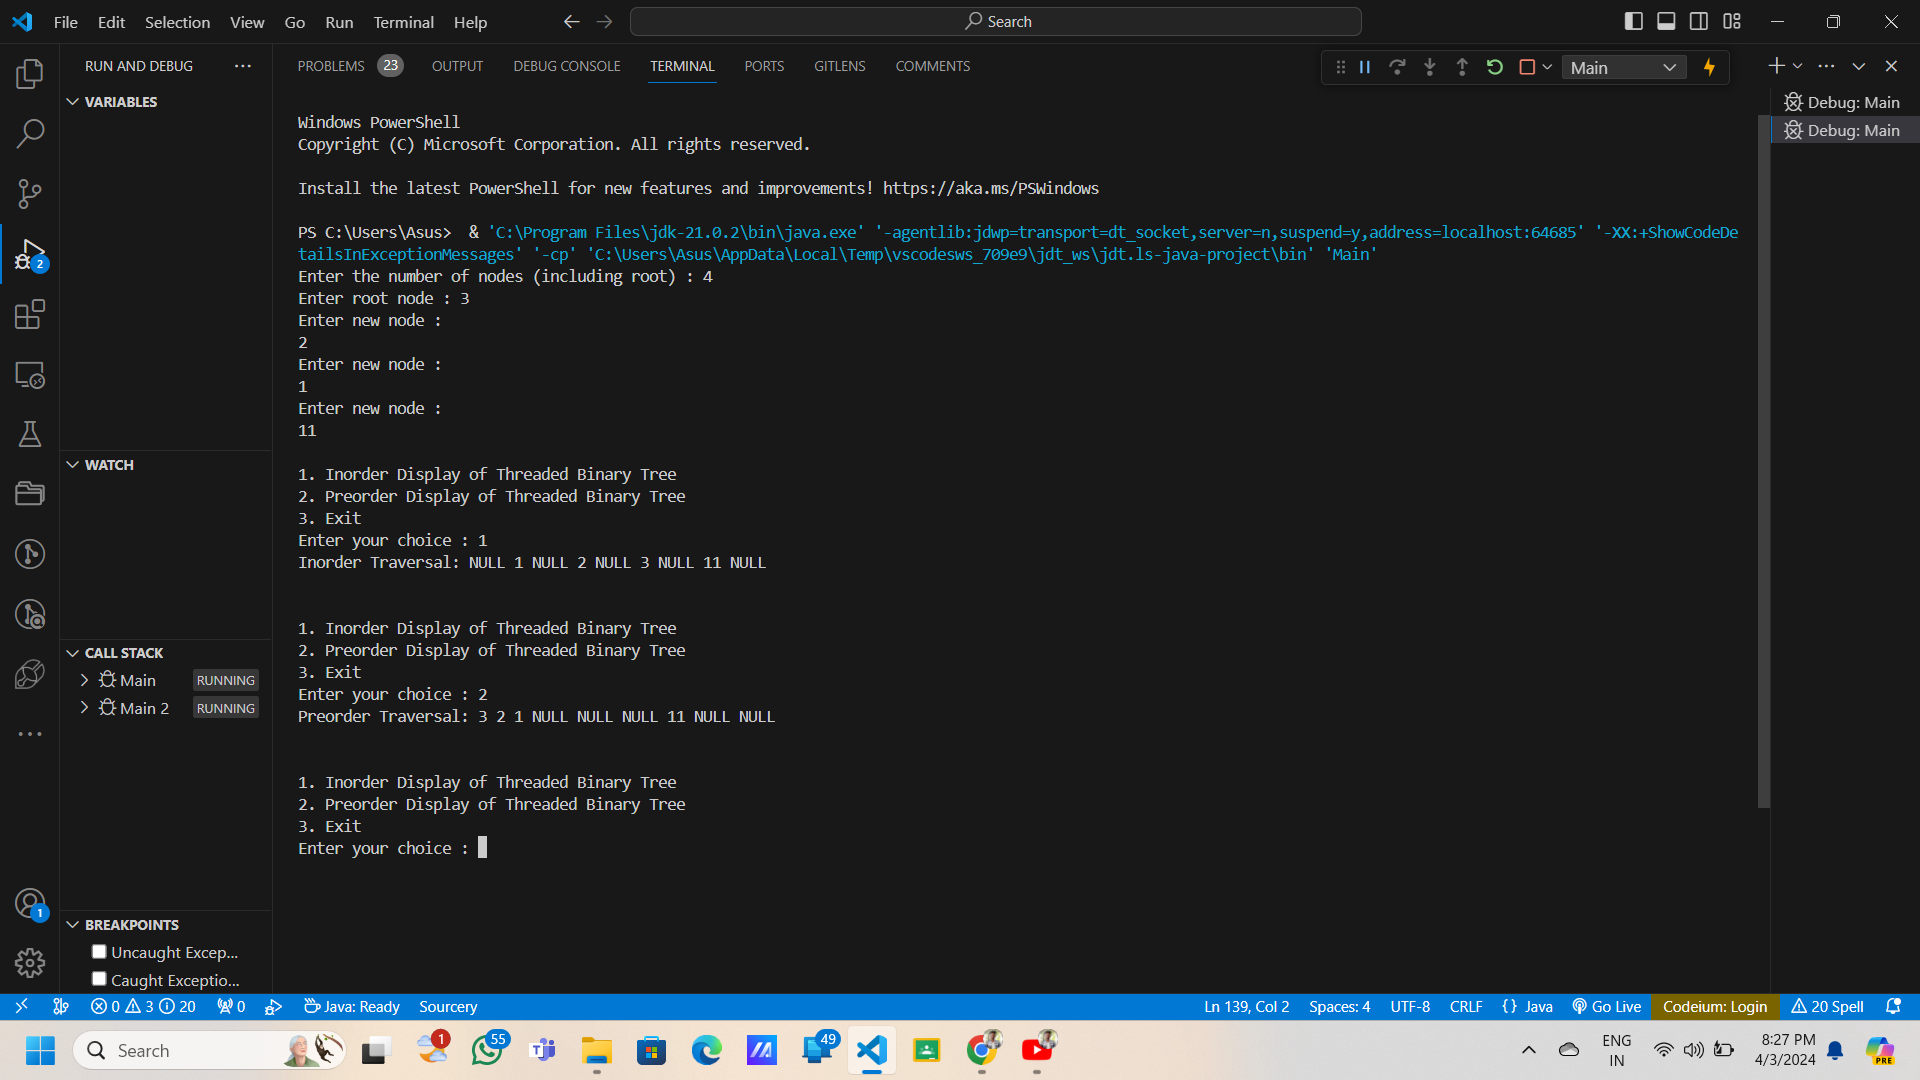 File Edit Selection View Go Run Terminal Help
Search
RUN AND DEBUG
PROBLEMS 23 OUTPUT DEBUG CONSOLE TERMINAL PORTS GITLENS COMMENTS
Main
VARIABLES
Debug: Main
Debug: Main
Windows PowerShell
Copyright (C) Microsoft Corporation. All rights reserved.
Install the latest PowerShell for new features and improvements! https://aka.ms/PSWindows
PS C:\Users\Asus>  & 'C:\Program Files\jdk-21.0.2\bin\java.exe' '-agentlib:jdwp=transport=dt_socket,server=n,suspend=y,address=localhost:64685' '-XX:+ShowCodeDe
tailsInExceptionMessages' '-cp' 'C:\Users\Asus\AppData\Local\Temp\vscodesws_709e9\jdt_ws\jdt.ls-java-project\bin' 'Main'
Enter the number of nodes (including root) : 4
Enter root node : 3
Enter new node :
2
Enter new node :
1
Enter new node :
11
1. Inorder Display of Threaded Binary Tree
2. Preorder Display of Threaded Binary Tree
3. Exit
Enter your choice : 1
Inorder Traversal: NULL 1 NULL 2 NULL 3 NULL 11 NULL
1. Inorder Display of Threaded Binary Tree
2. Preorder Display of Threaded Binary Tree
3. Exit
Enter your choice : 2
Preorder Traversal: 3 2 1 NULL NULL NULL 11 NULL NULL
1. Inorder Display of Threaded Binary Tree
2. Preorder Display of Threaded Binary Tree
3. Exit
Enter your choice :
2
WATCH
CALL STACK
Main RUNNING
Main 2 RUNNING
1
BREAKPOINTS
Uncaught Excep...
Caught Exceptio...
0 3 20 0 Java: Ready Sourcery
Ln 139, Col 2 Spaces: 4 UTF-8 CRLF {} Java Go Live Codeium: Login 20 Spell
Search
1 55 49
ENG
IN
8:27 PM
4/3/2024
PRE